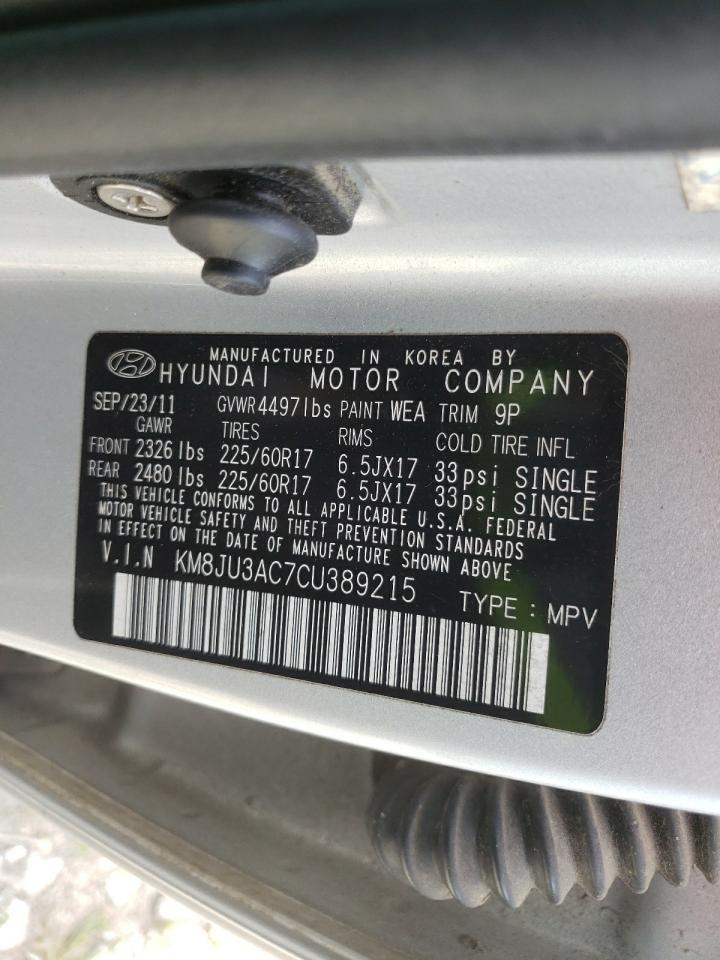 MANUFACTURED IN KOREA BY
HYUNDAI MOTOR COMPANY
SEP/23/11 GVWR 4497lbs PAINT WEA TRIM 9P
GAWR TIRES RIMS COLD TIRE INFL
FRONT 2326 lbs 225/60R17 6.5JX17 33psi SINGLE
REAR 2480 lbs 225/60R17 6.5JX17 33psi SINGLE
THIS VEHICLE CONFORMS TO ALL APPLICABLE U.S.A. FEDERAL
MOTOR VEHICLE SAFETY AND THEFT PREVENTION STANDARDS
IN EFFECT ON THE DATE OF MANUFACTURE SHOWN ABOVE
V.I.N KM8JU3AC7CU389215 TYPE : MPV